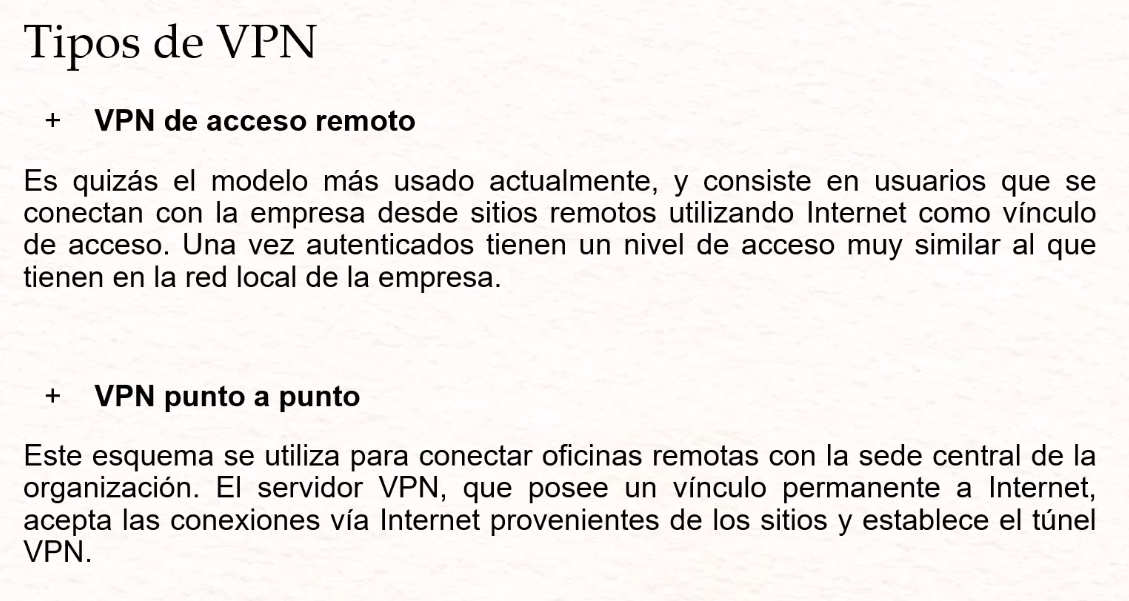 Tipos de VPN
+ VPN de acceso remoto
Es quizás el modelo más usado actualmente, y consiste en usuarios que se
conectan con la empresa desde sitios remotos utilizando Internet como vínculo
de acceso. Una vez autenticados tienen un nivel de acceso muy similar al que
tienen en la red local de la empresa.
+ VPN punto a punto
Este esquema se utiliza para conectar oficinas remotas con la sede central de la
organización. El servidor VPN, que posee un vínculo permanente a Internet,
acepta las conexiones vía Internet provenientes de los sitios y establece el túnel
VPN.